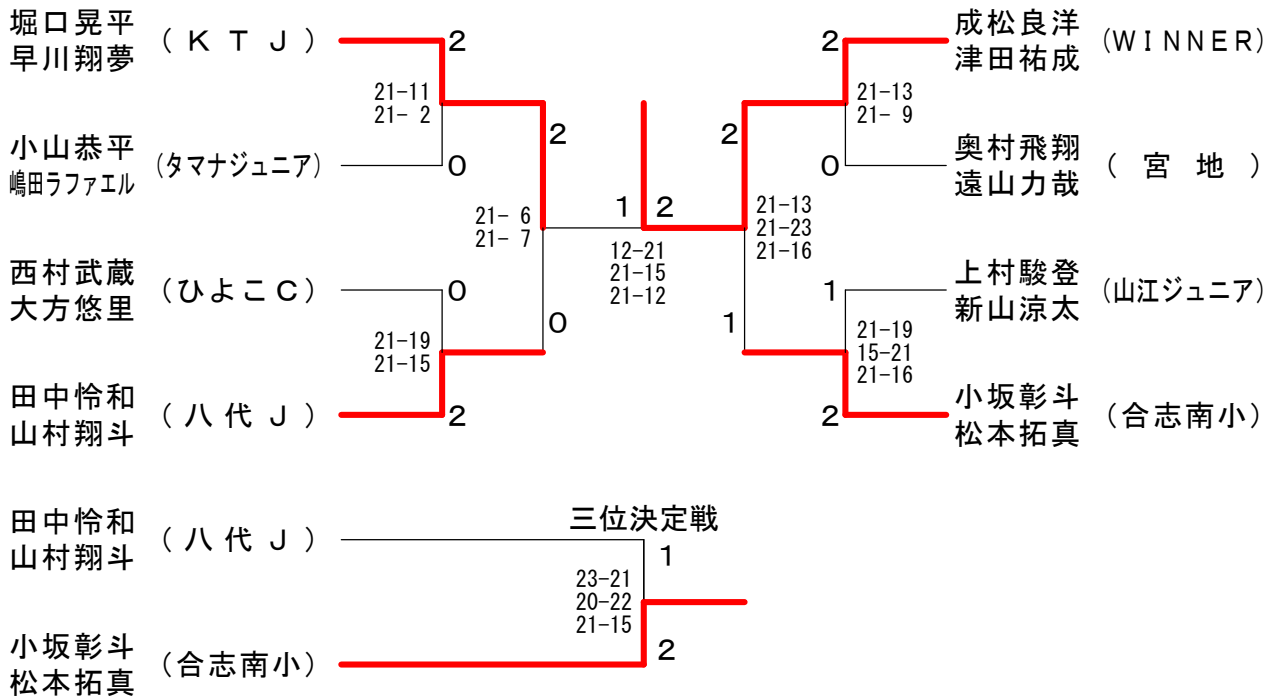 堀口晃平
早川翔夢
(KTJ)
2
21-11
21- 2
小山恭平
嶋田ラファエル
(タマナジュニア)
0
2
21- 6
21- 7
西村武蔵
大方悠里
(ひよこC)
0
21-19
21-15
0
田中怜和
山村翔斗
(八代J)
2
1
2
12-21
21-15
21-12
成松良洋
津田祐成
(WINNER)
2
21-13
21- 9
奥村飛翔
遠山力哉
(宮地)
0
2
21-13
21-23
21-16
上村駿登
新山涼太
(山江ジュニア)
1
21-19
15-21
21-16
1
小坂彰斗
松本拓真
(合志南小)
2
三位決定戦
田中怜和
山村翔斗
(八代J)
1
23-21
20-22
21-15
小坂彰斗
松本拓真
(合志南小)
2